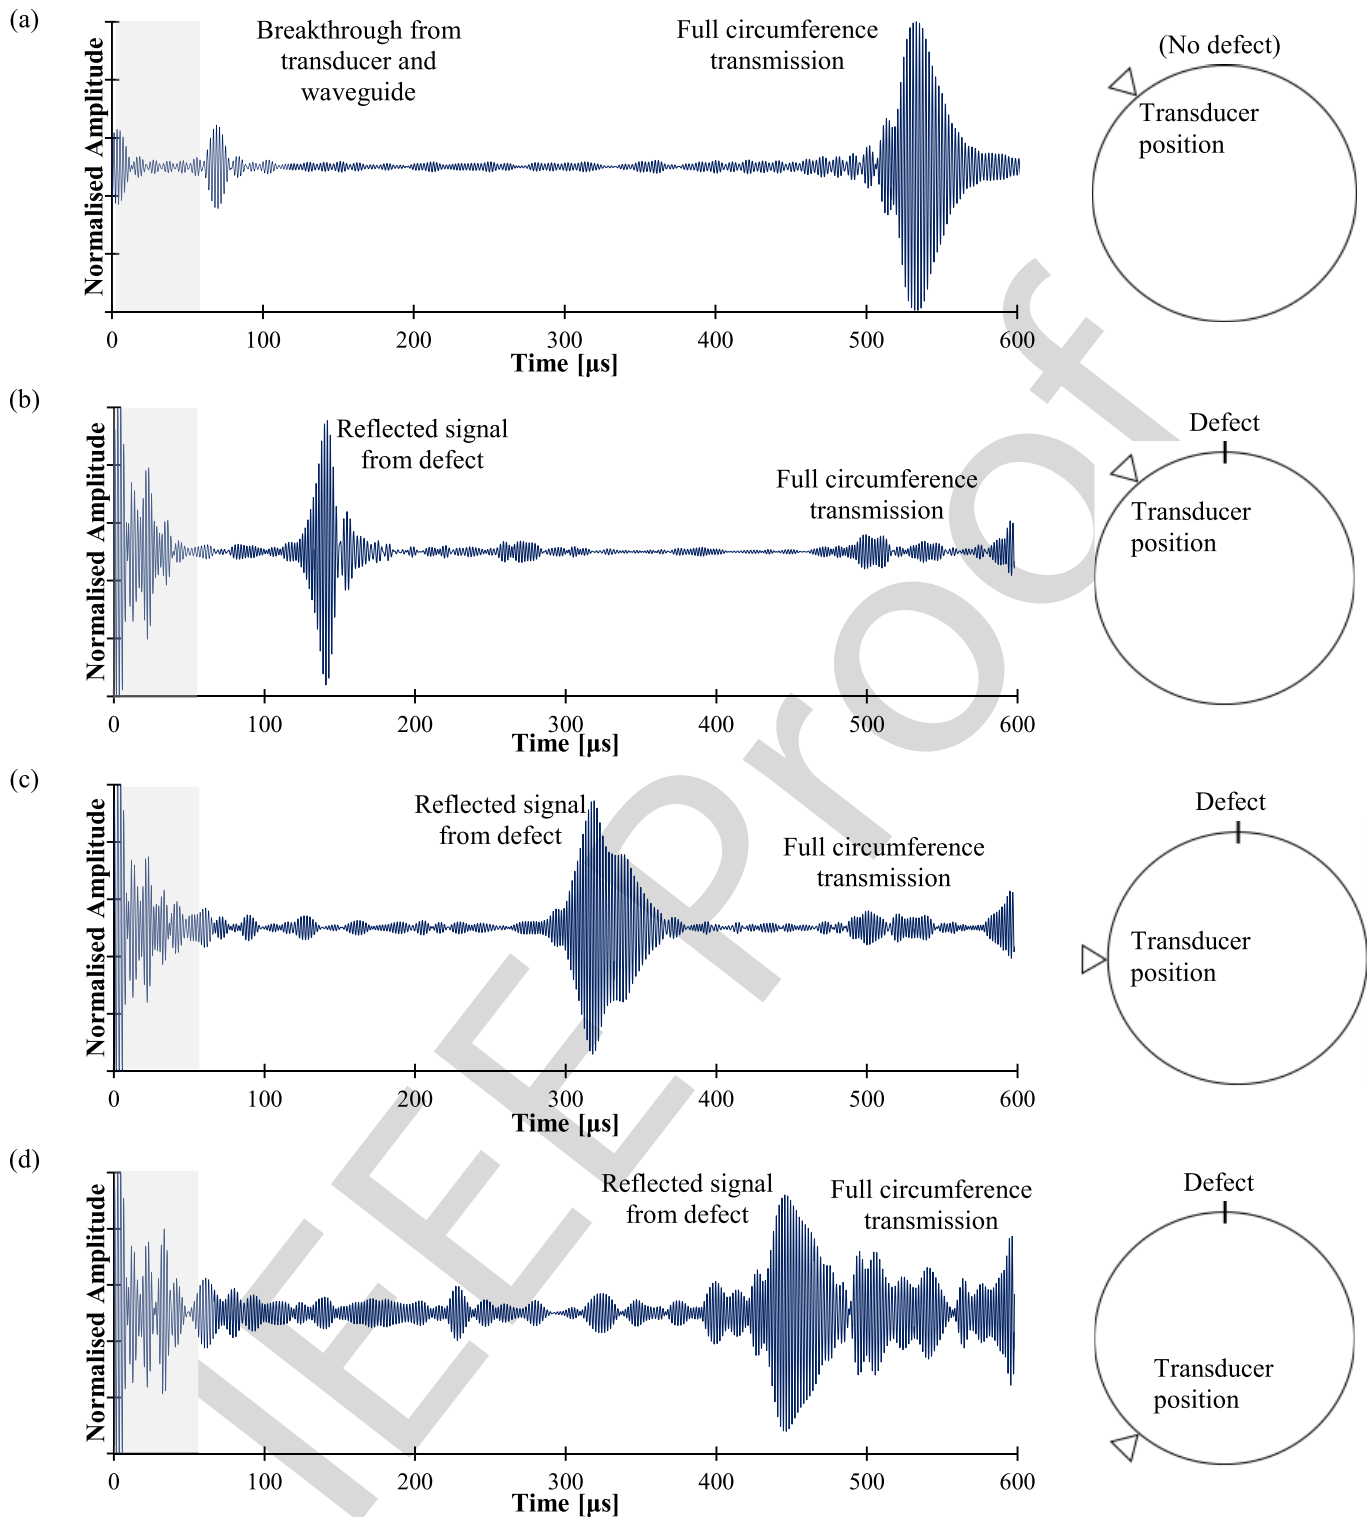 (a)
Normalised Amplitude
Breakthrough from
transducer and
waveguide
Full circumference
transmission
0 100 200 300 400 500 600
Time [µs]
(No defect)
Transducer
position
(b)
Normalised Amplitude
Reflected signal
from defect
Full circumference
transmission
0 100 200 300 400 500 600
Time [µs]
Defect
Transducer
position
(c)
Normalised Amplitude
Reflected signal
from defect
Full circumference
transmission
0 100 200 300 400 500 600
Time [µs]
Defect
Transducer
position
(d)
Normalised Amplitude
Reflected signal
from defect
Full circumference
transmission
0 100 200 300 400 500 600
Time [µs]
Defect
Transducer
position
IEEE Proof